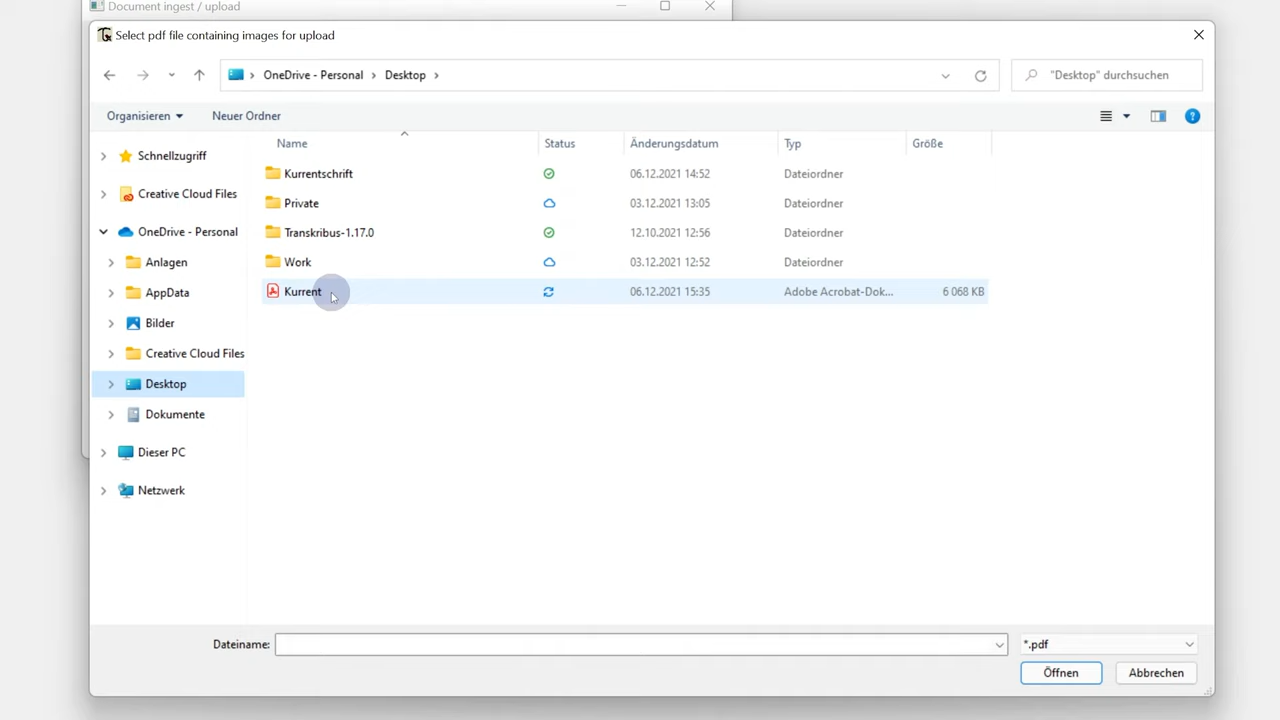 Document ingest / upload
Select pdf file containing images for upload
OneDrive - Personal > Desktop >
"Desktop" durchsuchen
Organisieren
Neuer Ordner
Name Status Änderungsdatum Typ Größe
Schnellzugriff
Creative Cloud Files
OneDrive - Personal
Anlagen
AppData
Bilder
Creative Cloud Files
Desktop
Dokumente
Dieser PC
Netzwerk
Kurrentschrift 06.12.2021 14:52 Dateiordner
Private 03.12.2021 13:05 Dateiordner
Transkribus-1.17.0 12.10.2021 12:56 Dateiordner
Work 03.12.2021 12:52 Dateiordner
Kurrent 06.12.2021 15:35 Adobe Acrobat-Dok... 6 068 KB
Dateiname:
*.pdf
Öffnen
Abbrechen